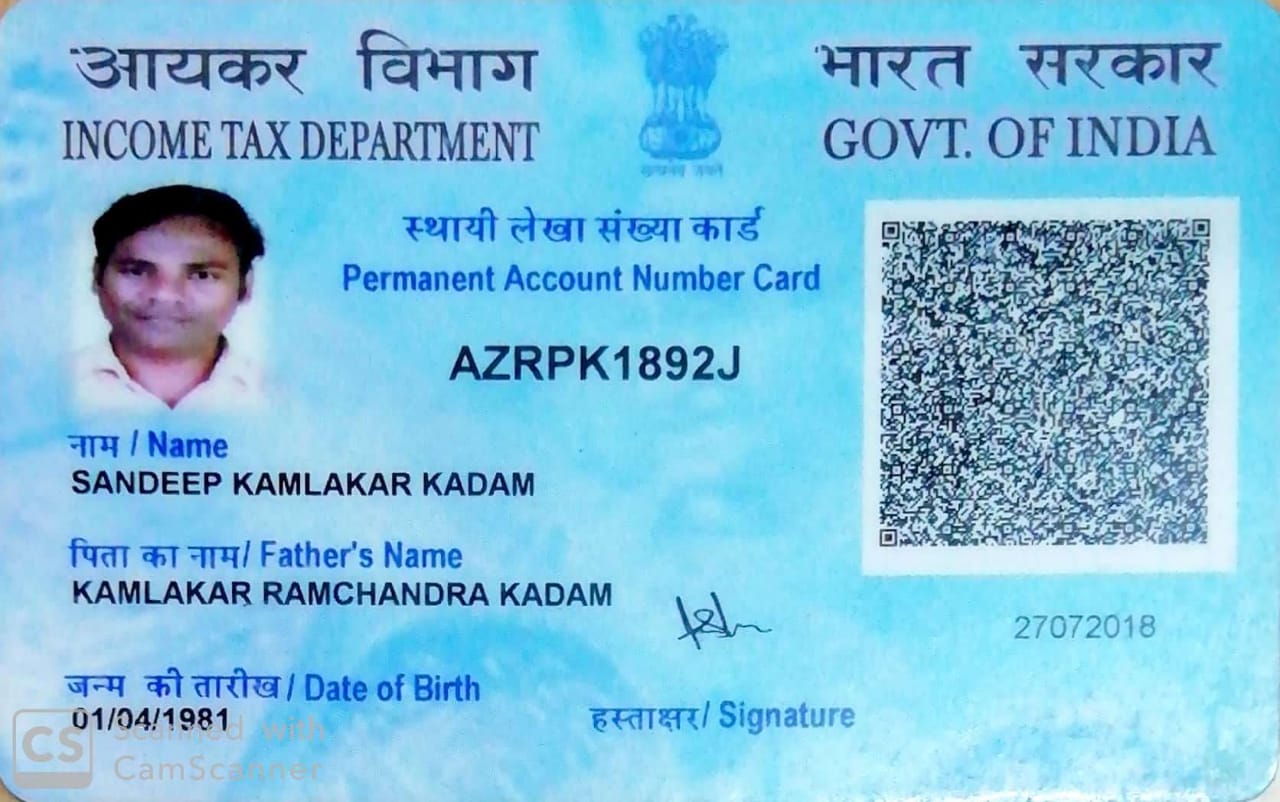 आयकर विभाग
INCOME TAX DEPARTMENT
भारत सरकार
GOVT. OF INDIA
सत्यमेव जयते
स्थायी लेखा संख्या कार्ड
Permanent Account Number Card
AZRPK1892J
नाम / Name
SANDEEP KAMLAKAR KADAM
पिता का नाम/ Father's Name
KAMLAKAR RAMCHANDRA KADAM
27072018
जन्म की तारीख / Date of Birth
01/04/1981
हस्ताक्षर/ Signature
CS Scanned with
CamScanner